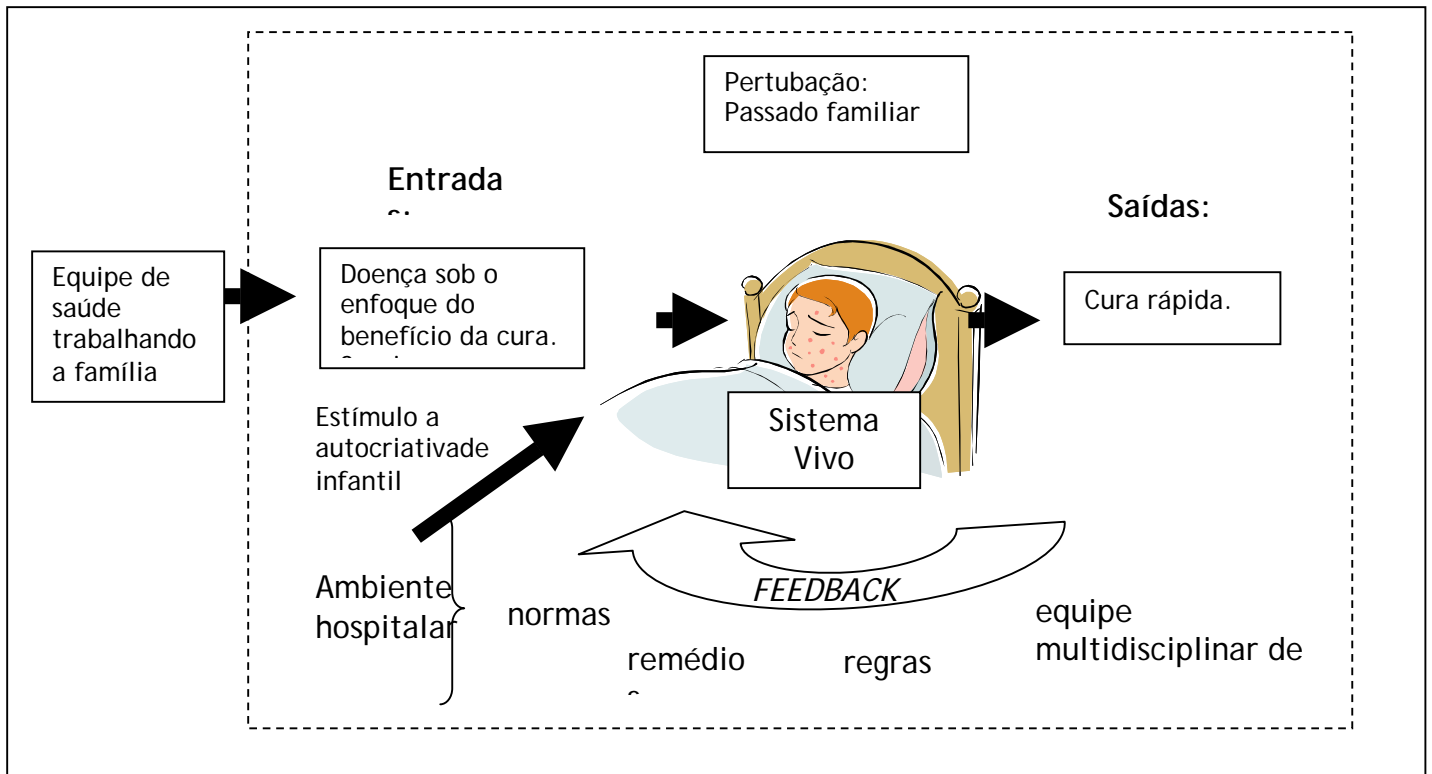 Pertubação:
Passado familiar
Entrada
Saídas:
Equipe de
saúde
trabalhando
a família
Doença sob o
enfoque do
benefício da cura.
Cura rápida.
Estímulo a
autocriativade
infantil
Sistema
Vivo
FEEDBACK
Ambiente
hospitalar
normas
remédio
regras
equipe
multidisciplinar de